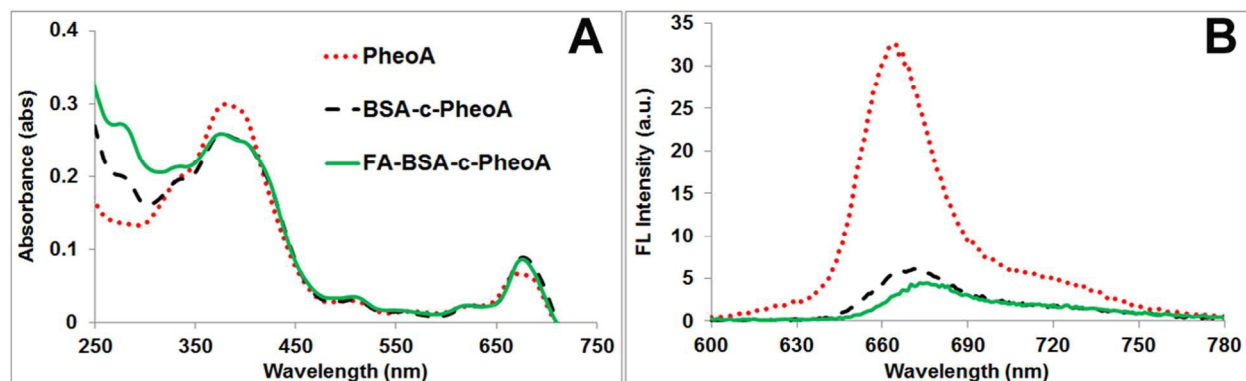 A
PheoA
BSA-c-PheoA
FA-BSA-c-PheoA
Absorbance (abs)
0.4
0.3
0.2
0.1
0
250 350 450 550 650 750
Wavelength (nm)
B
FL Intensity (a.u.)
35
30
25
20
15
10
5
0
600 630 660 690 720 750 780
Wavelength (nm)